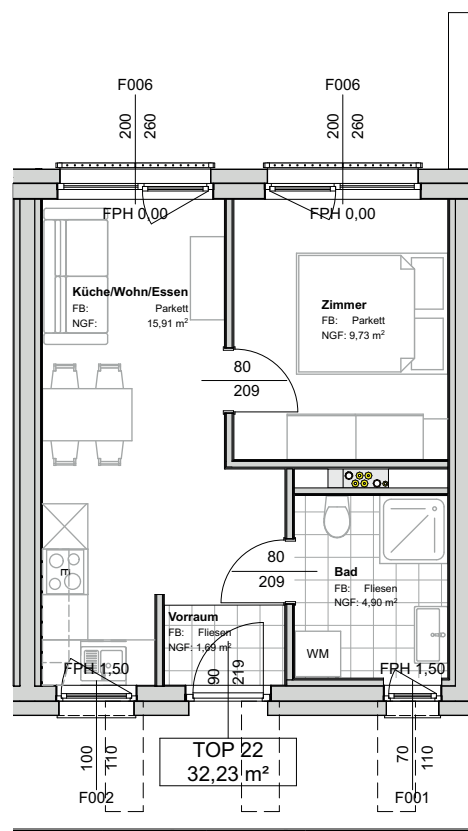 F006
F006
200
260
200
260
FPH 0,00
FPH 0,00
Küche/Wohn/Essen
FB: Parkett
NGF: 15,91 m²
Zimmer
FB: Parkett
NGF: 9,73 m²
80
209
80
209
Bad
FB: Fliesen
NGF: 4,90 m²
E
Vorraum
FB: Fliesen
NGF: 1,69 m²
WM
FPH 1,50
90
219
FPH 1,50
100
110
TOP 22
32,23 m²
70
110
F002
F001